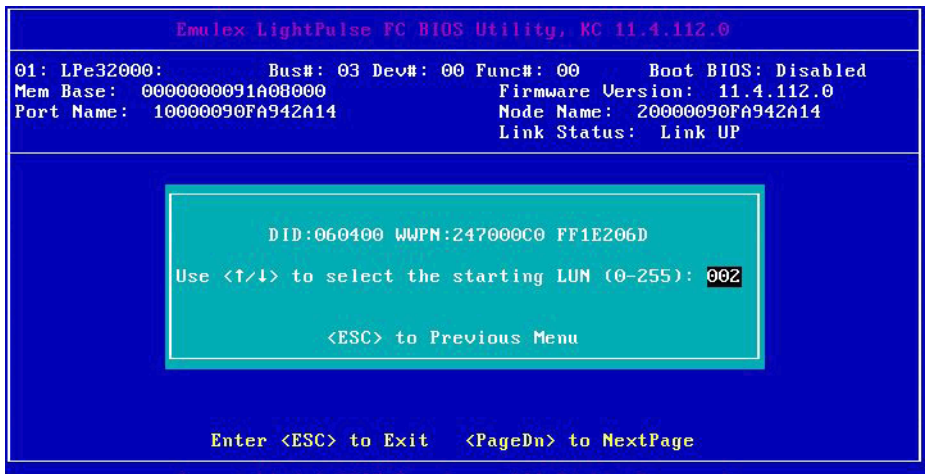 Emulex LightPulse FC BIOS Utility, KC 11.4.112.0
01: LPe32000: Bus#: 03 Dev#: 00 Func#: 00 Boot BIOS: Disabled
Mem Base: 0000000091A08000 Firmware Version: 11.4.112.0
Port Name: 10000090FA942A14 Node Name: 20000090FA942A14
Link Status: Link UP
DID:060400 WWPN:247000C0 FF1E206D
Use <↑/↓> to select the starting LUN (0-255): 002
<ESC> to Previous Menu
Enter <ESC> to Exit <PageDn> to NextPage